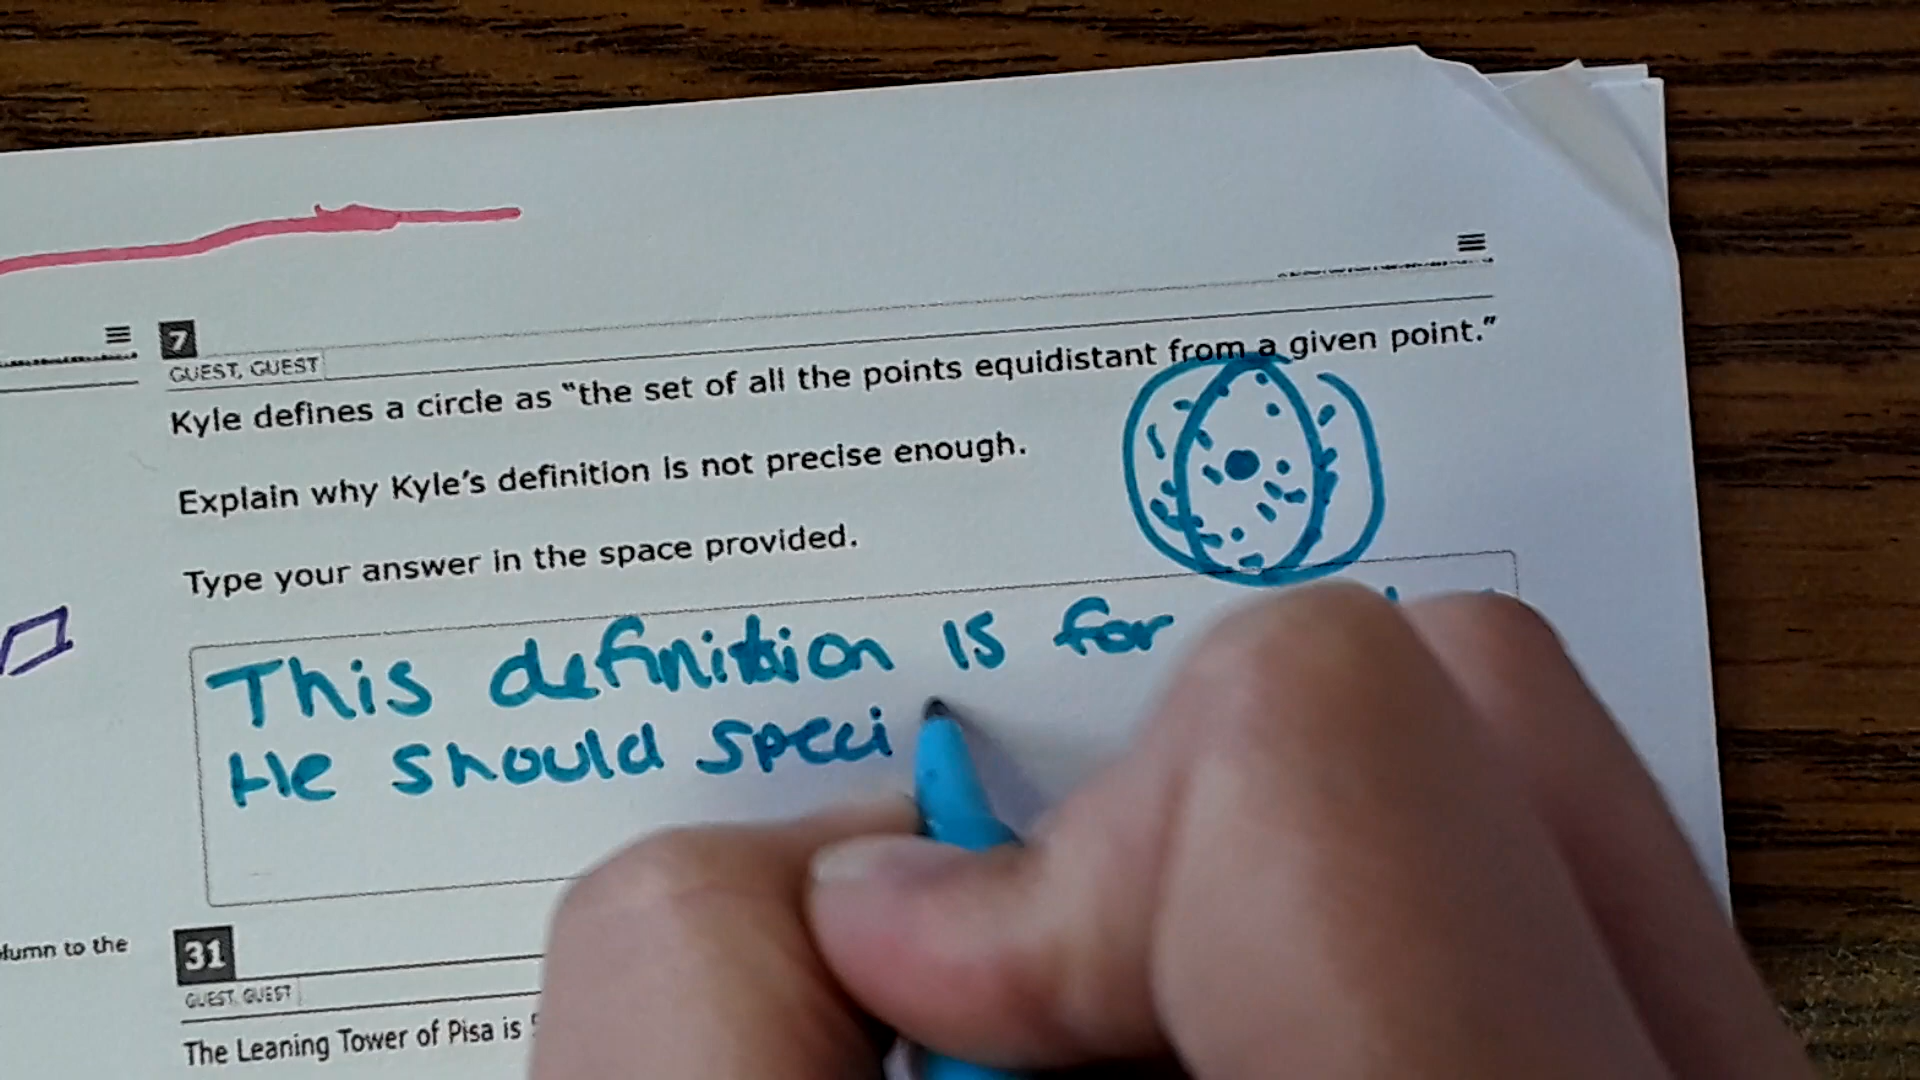 7
GUEST, GUEST
Kyle defines a circle as "the set of all the points equidistant from a given point."
Explain why Kyle's definition is not precise enough.
Type your answer in the space provided.
This definition is for
He should speci
lumn to the
31
GUEST, GUEST
The Leaning Tower of Pisa is